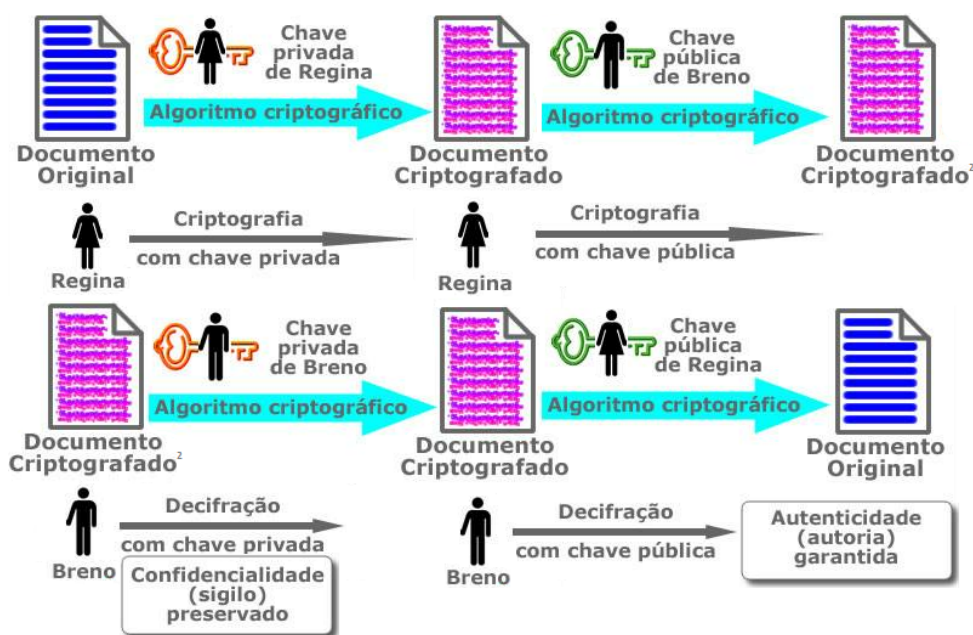 Chave
privada
de Regina
Chave
pública
de Breno
Algoritmo criptográfico
Algoritmo criptográfico
Documento
Original
Documento
Criptografado
Documento
Criptografado²
Criptografia
com chave privada
Regina
Criptografia
com chave pública
Regina
Chave
privada
de Breno
Chave
pública
de Regina
Algoritmo criptográfico
Algoritmo criptográfico
Documento
Criptografado²
Documento
Criptografado
Documento
Original
Decifração
com chave privada
Breno
Confidencialidade
(sigilo)
preservado
Decifração
com chave pública
Breno
Autenticidade
(autoria)
garantida